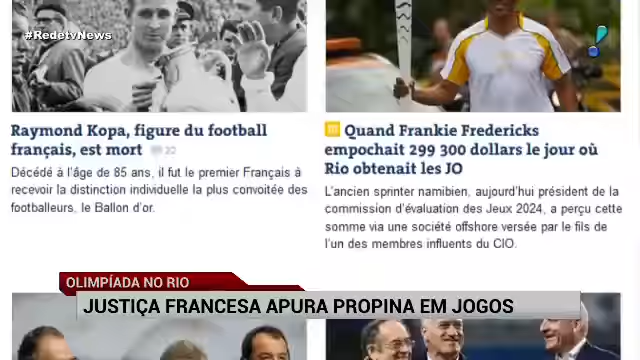 #RedetvNews
Raymond Kopa, figure du football
français, est mort
Décédé à l'âge de 85 ans, il fut le premier Français à
recevoir la distinction individuelle la plus convoitée des
footballeurs, le Ballon d'or.
Quand Frankie Fredericks
empochait 299 300 dollars le jour où
Rio obtenait les JO
L'ancien sprinter namibien, aujourd'hui président de la
commission d'évaluation des Jeux 2024, a perçu cette
somme via une société offshore versée par le fils de
l'un des membres influents du CIO.
OLIMPÍADA NO RIO
JUSTIÇA FRANCESA APURA PROPINA EM JOGOS